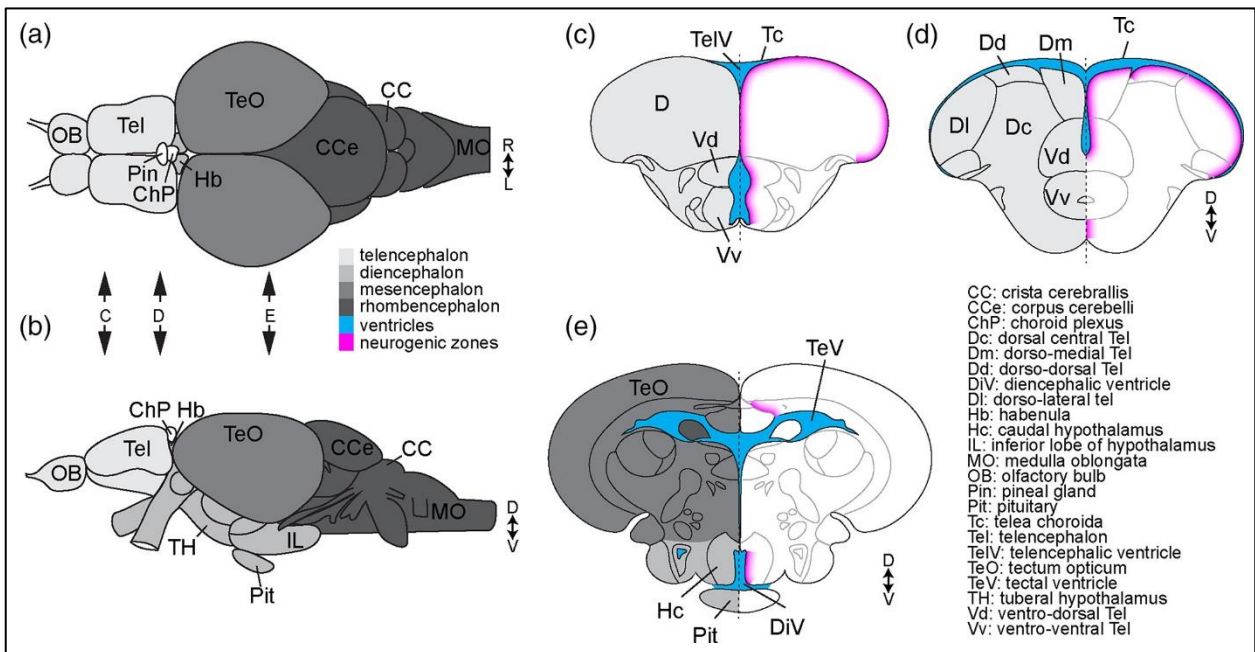 (a)
OB
Tel
TeO
Pin
ChP
Hb
CCe
CC
MO
R
L
telencephalon
diencephalon
mesencephalon
rhombencephalon
ventricles
neurogenic zones
C
D
E
(b)
ChP Hb
OB
Tel
TeO
CCe
CC
MO
TH
IL
Pit
D
V
(c)
TelV
Tc
D
Vd
Vv
(d)
Dd
Dm
Tc
Dl
Dc
Vd
Vv
D
V
(e)
TeO
TeV
Hc
Pit
DiV
D
V
CC: crista cerebrallis
CCe: corpus cerebelli
ChP: choroid plexus
Dc: dorsal central Tel
Dm: dorso-medial Tel
Dd: dorso-dorsal Tel
DiV: diencephalic ventricle
Dl: dorso-lateral tel
Hb: habenula
Hc: caudal hypothalamus
IL: inferior lobe of hypothalamus
MO: medulla oblongata
OB: olfactory bulb
Pin: pineal gland
Pit: pituitary
Tc: telea choroida
Tel: telencephalon
TelV: telencephalic ventricle
TeO: tectum opticum
TeV: tectal ventricle
TH: tuberal hypothalamus
Vd: ventro-dorsal Tel
Vv: ventro-ventral Tel